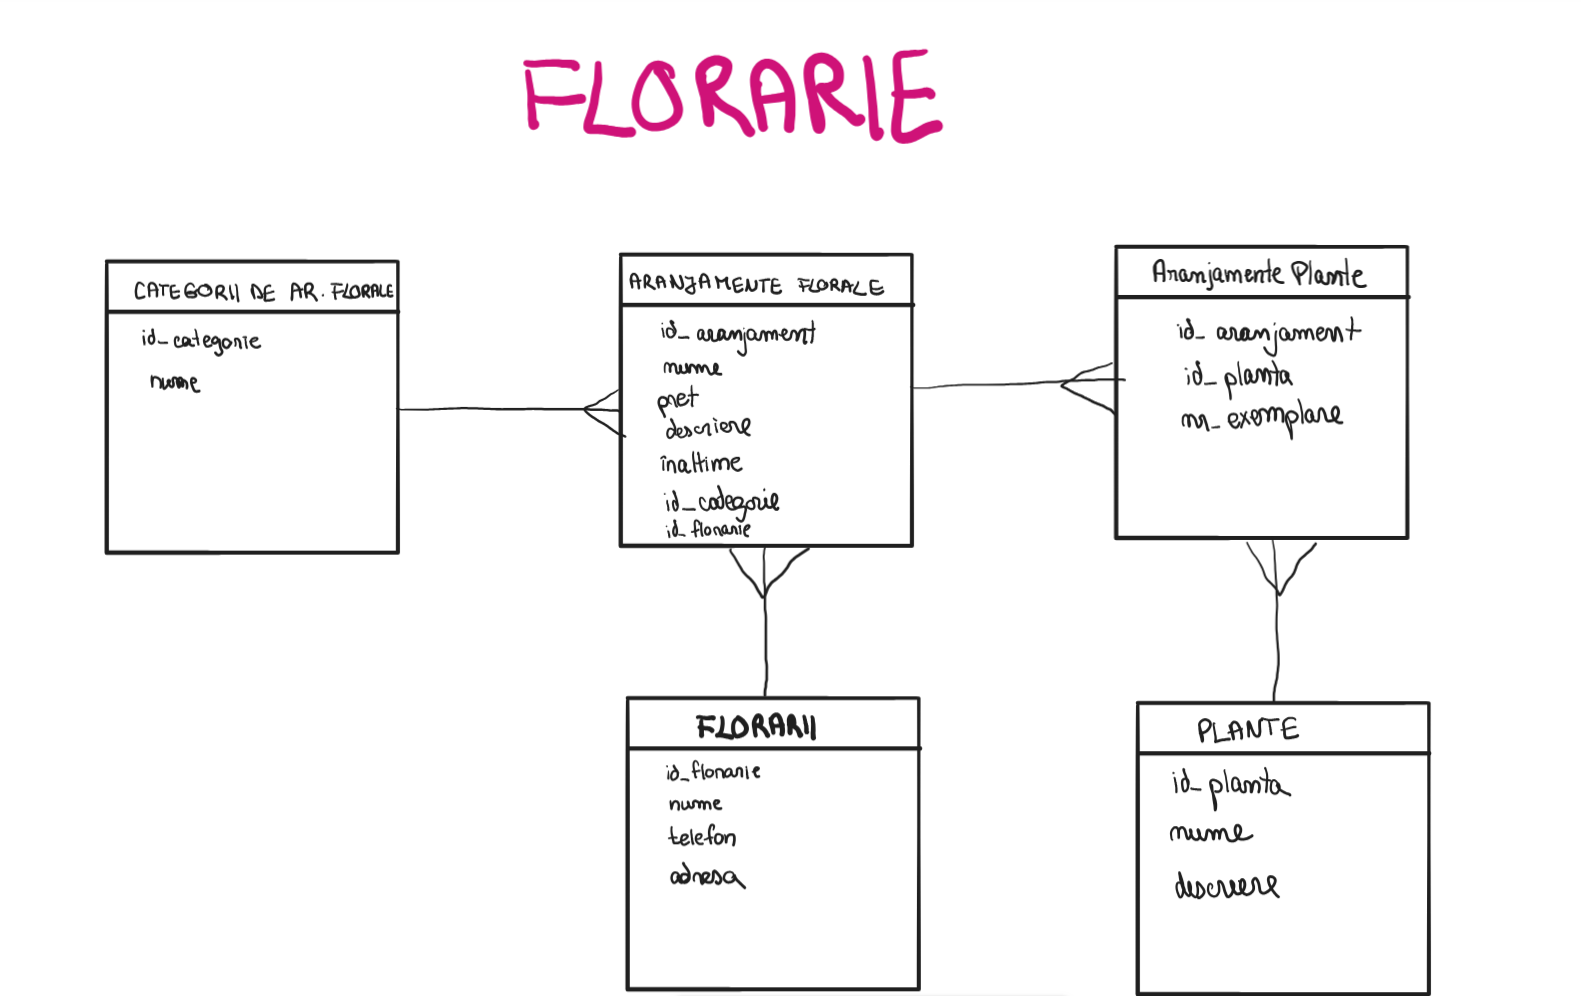 FLORARIE
CATEGORII DE AR. FLORALE
id_categorie
nume
ARANJAMENTE FLORALE
id_aranjament
nume
pret
descriere
înaltime
id_categorie
id_florarie
Aranjamente Plante
id_aranjament
id_planta
nr_exemplare
FLORARII
id_florarie
nume
telefon
adresa
PLANTE
id_planta
nume
descriere